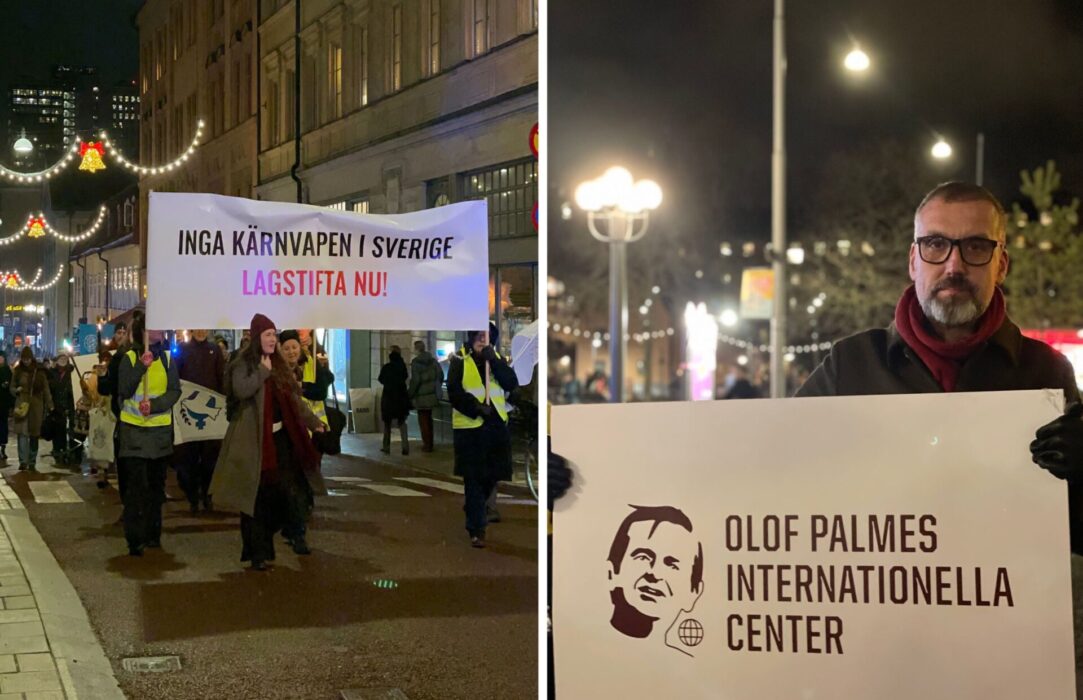 INGA KÄRNVAPEN I SVERIGE
LAGSTIFTA NU!
OLOF PALMES
INTERNATIONELLA
CENTER